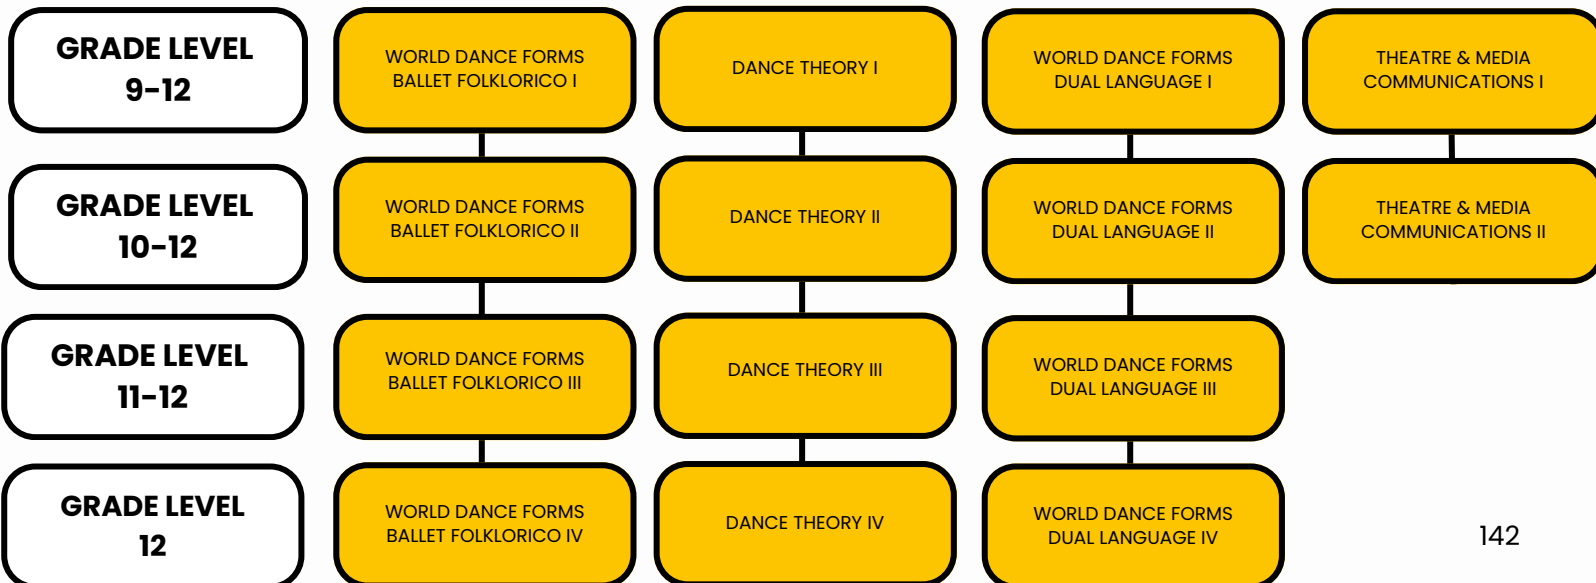 GRADE LEVEL
9-12
WORLD DANCE FORMS
BALLET FOLKLORICO I
DANCE THEORY I
WORLD DANCE FORMS
DUAL LANGUAGE I
THEATRE & MEDIA
COMMUNICATIONS I
GRADE LEVEL
10-12
WORLD DANCE FORMS
BALLET FOLKLORICO II
DANCE THEORY II
WORLD DANCE FORMS
DUAL LANGUAGE II
THEATRE & MEDIA
COMMUNICATIONS II
GRADE LEVEL
11-12
WORLD DANCE FORMS
BALLET FOLKLORICO III
DANCE THEORY III
WORLD DANCE FORMS
DUAL LANGUAGE III
GRADE LEVEL
12
WORLD DANCE FORMS
BALLET FOLKLORICO IV
DANCE THEORY IV
WORLD DANCE FORMS
DUAL LANGUAGE IV
142